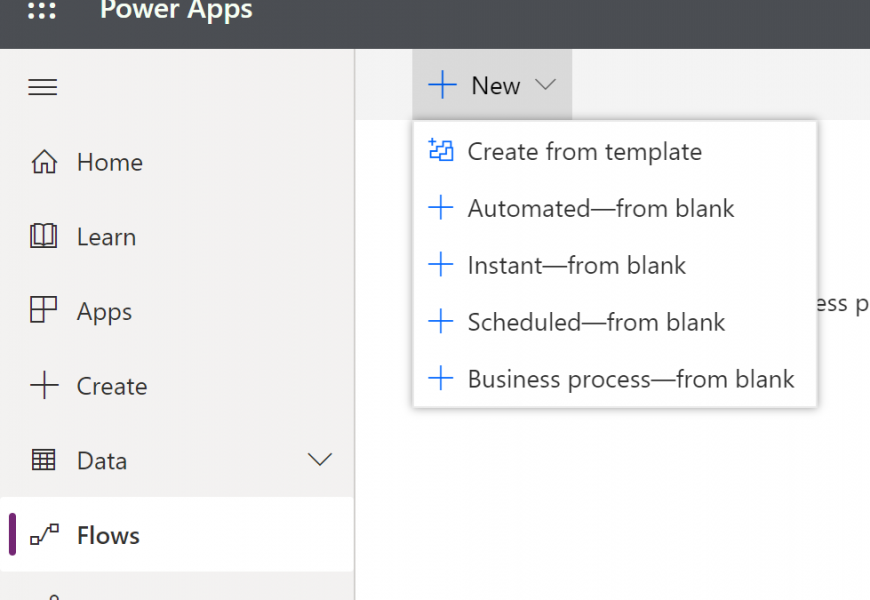 Power Apps
New
Create from template
Automated—from blank
Instant—from blank
Scheduled—from blank
Business process—from blank
Home
Learn
Apps
Create
Data
Flows